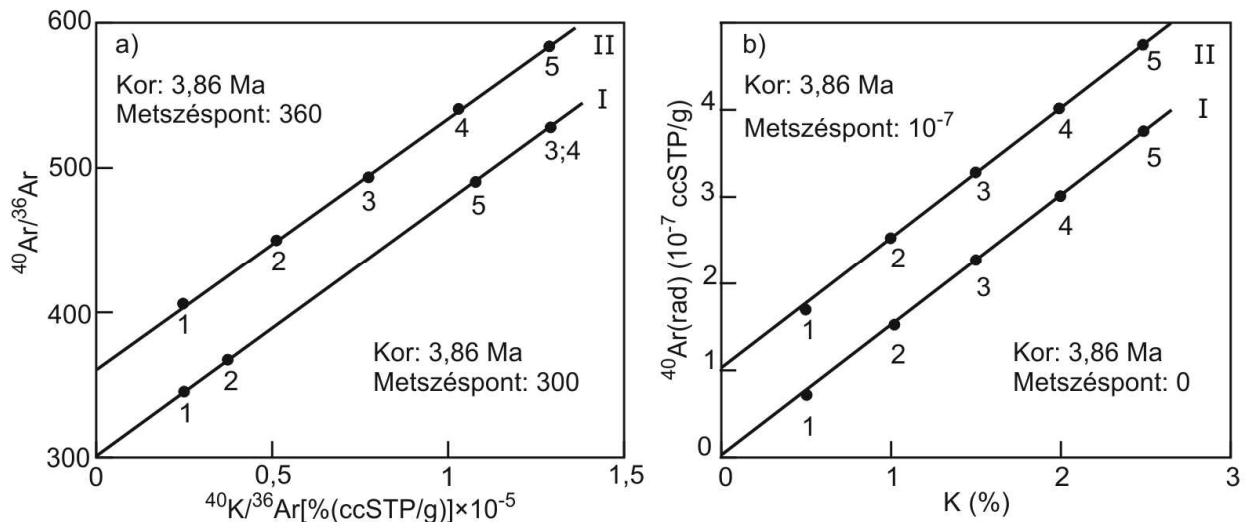 a)
Kor: 3,86 Ma
Metszéspont: 360
II
I
1
2
3
4
5
1
2
5
3;4
Kor: 3,86 Ma
Metszéspont: 300
600
500
400
300
0
0,5
1
1,5
⁴⁰Ar/³⁶Ar
⁴⁰K/³⁶Ar[%(ccSTP/g)]×10⁻⁵
b)
Kor: 3,86 Ma
Metszéspont: 10⁻⁷
II
I
1
2
3
4
5
1
2
3
4
5
Kor: 3,86 Ma
Metszéspont: 0
4
3
2
1
0
0
1
2
3
⁴⁰Ar(rad) (10⁻⁷ ccSTP/g)
K (%)